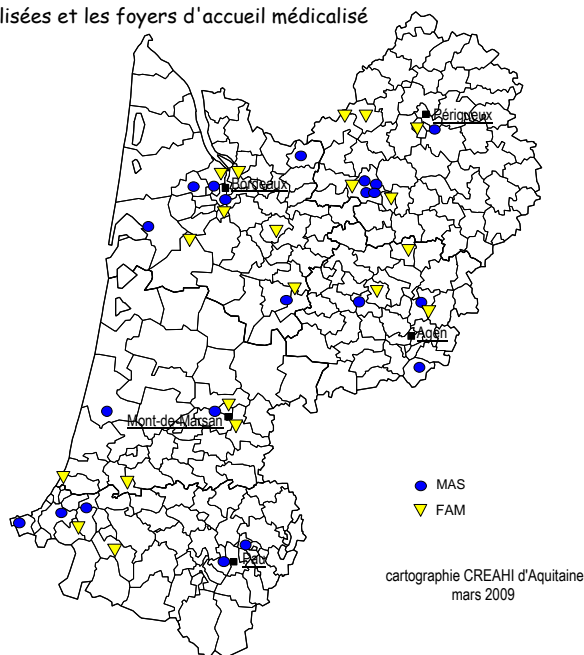 lisées et les foyers d'accueil médicalisé
Périgueux
Bordeaux
Agen
Mont-de-Marsan
MAS
FAM
Pau
cartographie CREAHI d'Aquitaine
mars 2009